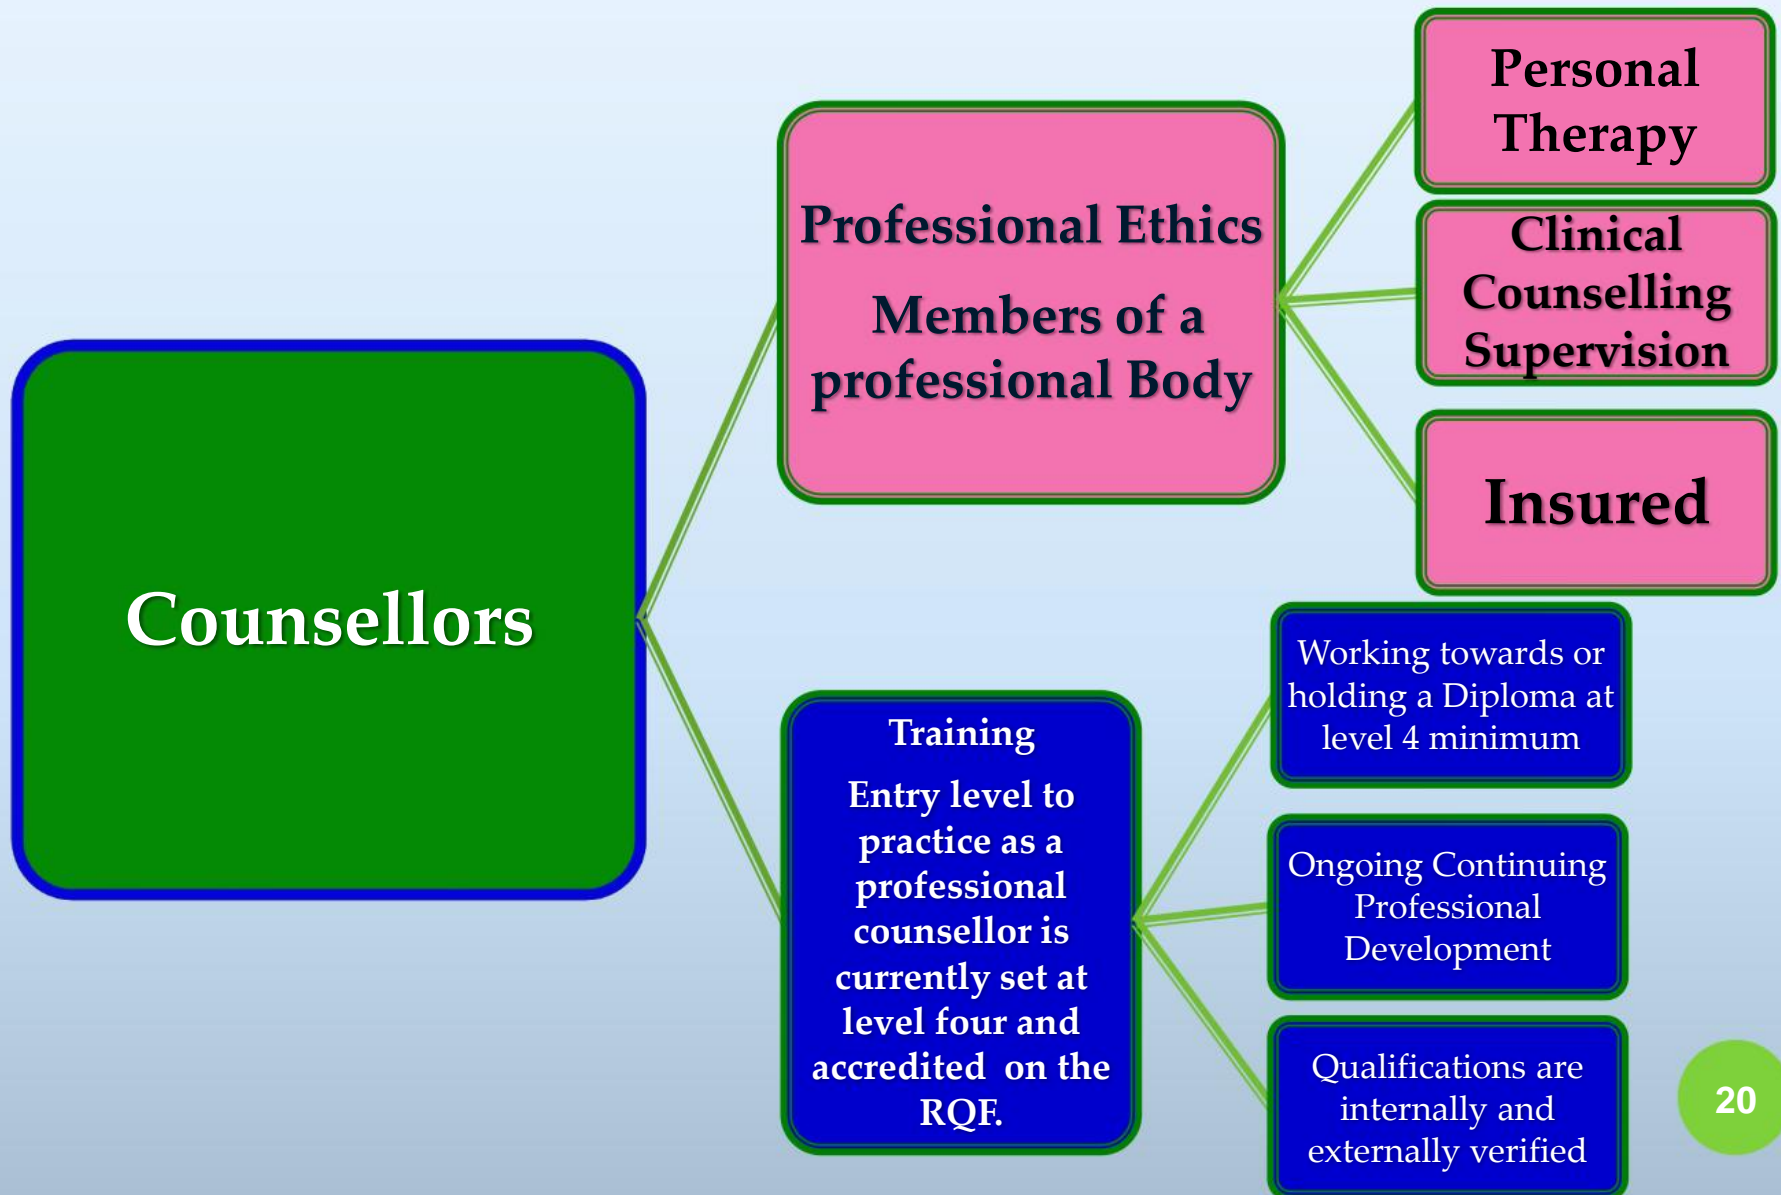 Counsellors
Professional Ethics
Members of a
professional Body
Personal
Therapy
Clinical
Counselling
Supervision
Insured
Training
Entry level to
practice as a
professional
counsellor is
currently set at
level four and
accredited on the
RQF.
Working towards or
holding a Diploma at
level 4 minimum
Ongoing Continuing
Professional
Development
Qualifications are
internally and
externally verified
20